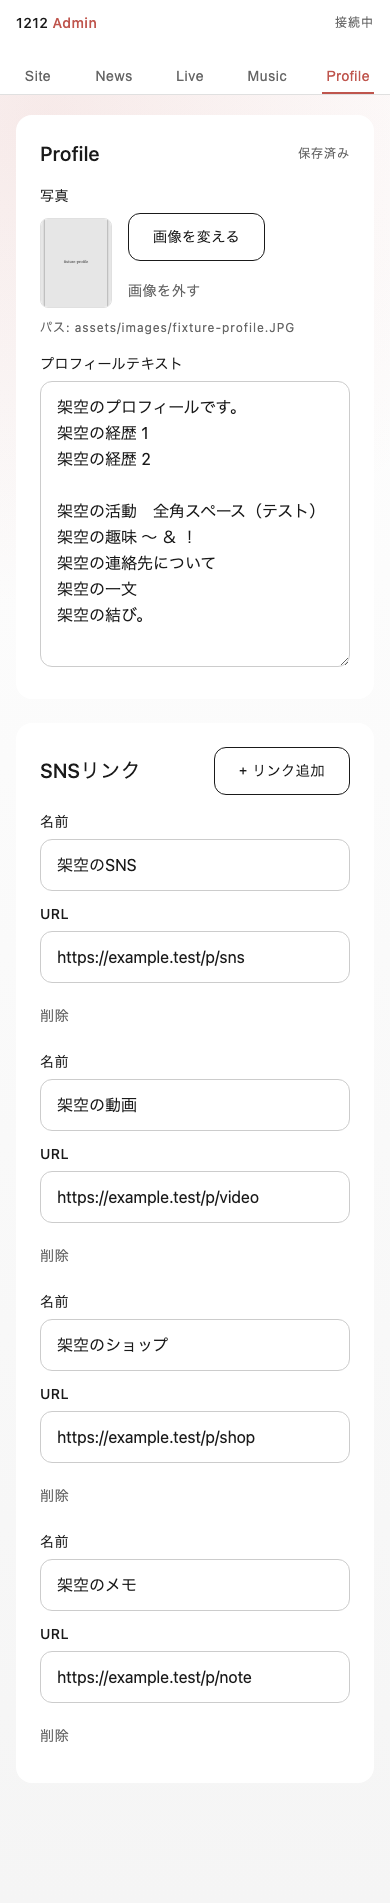 1212 Admin
接続中
Site News Live Music Profile
Profile
保存済み
写真
fixture profile
画像を変える
画像を外す
パス: assets/images/fixture-profile.JPG
プロフィールテキスト
架空のプロフィールです。
架空の経歴 1
架空の経歴 2
架空の活動　全角スペース（テスト）
架空の趣味 〜 & ！
架空の連絡先について
架空の一文
架空の結び。
SNSリンク
+ リンク追加
名前
架空のSNS
URL
https://example.test/p/sns
削除
名前
架空の動画
URL
https://example.test/p/video
削除
名前
架空のショップ
URL
https://example.test/p/shop
削除
名前
架空のメモ
URL
https://example.test/p/note
削除